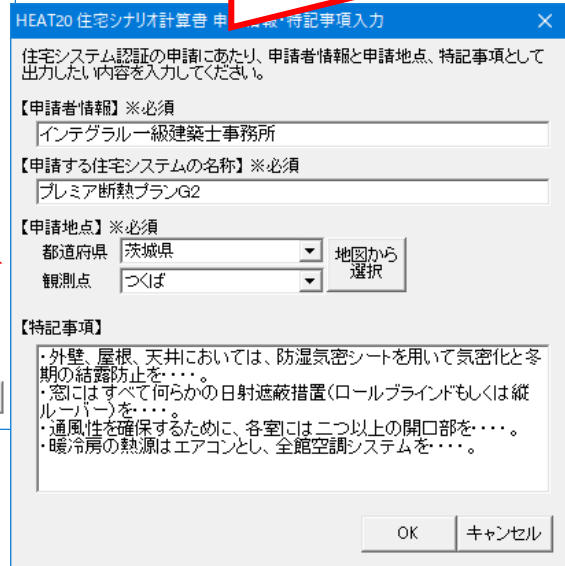 HEAT20 住宅シナリオ計算書 申 情報・特記事項入力
住宅システム認証の申請にあたり、申請者情報と申請地点、特記事項として
出力したい内容を入力してください。
【申請者情報】 ※必須
インテグラル一級建築士事務所
【申請する住宅システムの名称】 ※必須
プレミア断熱プランG2
【申請地点】 ※必須
都道府県 茨城県
地図から
選択
観測点 つくば
【特記事項】
・外壁、屋根、天井においては、防湿気密シートを用いて気密化と冬
期の結露防止を・・・・。
・窓にはすべて何らかの日射遮蔽措置(ロールブラインドもしくは縦
ルーバー)を・・・・。
・通風性を確保するために、各室には二つ以上の開口部を・・・・。
・暖冷房の熱源はエアコンとし、全館空調システムを・・・・。
OK キャンセル